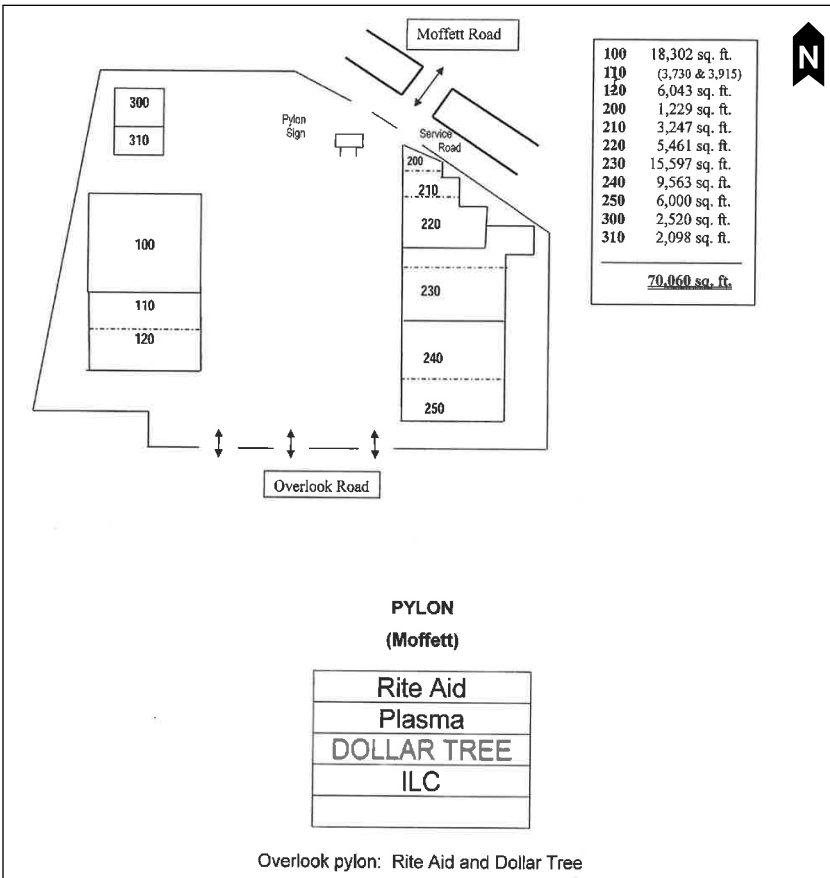 Moffett Road
N
100 18,302 sq. ft.
110 (3,730 & 3,915)
120 6,043 sq. ft.
200 1,229 sq. ft.
210 3,247 sq. ft.
220 5,461 sq. ft.
230 15,597 sq. ft.
240 9,563 sq. ft.
250 6,000 sq. ft.
300 2,520 sq. ft.
310 2,098 sq. ft.
70,060 sq. ft.
300
310
Pylon
Sign
Service
Road
200
210
220
100
230
110
120
240
250
Overlook Road
PYLON
(Moffett)
Rite Aid
Plasma
DOLLAR TREE
ILC
Overlook pylon: Rite Aid and Dollar Tree